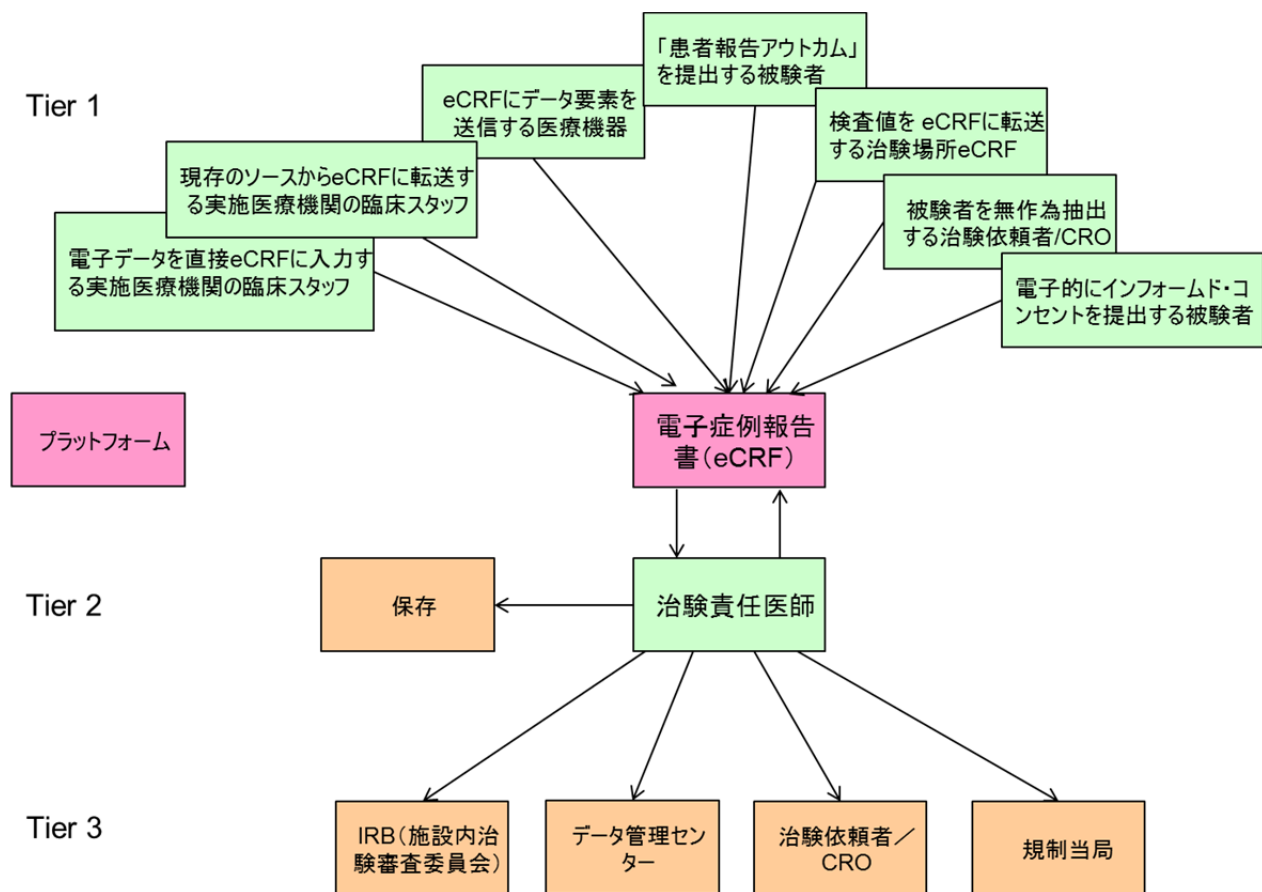 Tier 1
「患者報告アウトカム」
を提出する被験者
eCRFにデータ要素を
送信する医療機器
検査値を eCRFに転送
する治験場所eCRF
現存のソースからeCRFに転送す
る実施医療機関の臨床スタッフ
被験者を無作為抽出
する治験依頼者/CRO
電子データを直接eCRFに入力す
る実施医療機関の臨床スタッフ
電子的にインフォームド・コ
ンセントを提出する被験者
プラットフォーム
電子症例報告
書（eCRF）
Tier 2
保存
治験責任医師
Tier 3
IRB（施設内治
験審査委員会）
データ管理セン
ター
治験依頼者／
CRO
規制当局